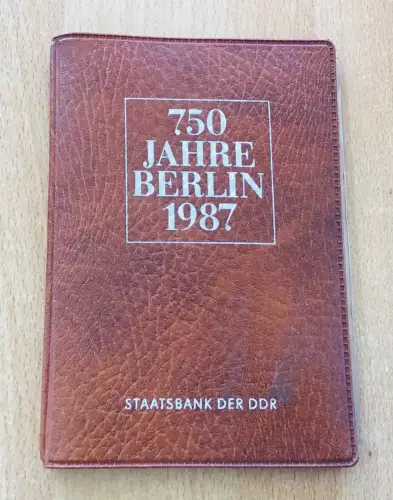 750
JAHRE
BERLIN
1987
STAATSBANK DER DDR